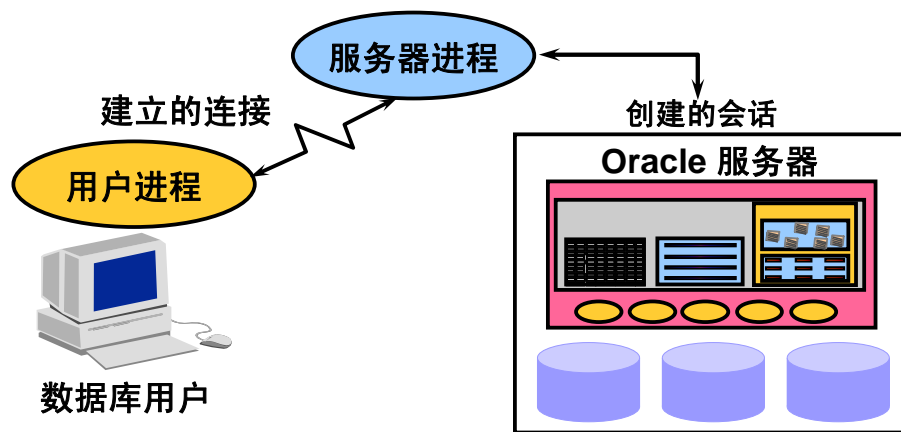 服务器进程
建立的连接
创建的会话
Oracle 服务器
用户进程
数据库用户